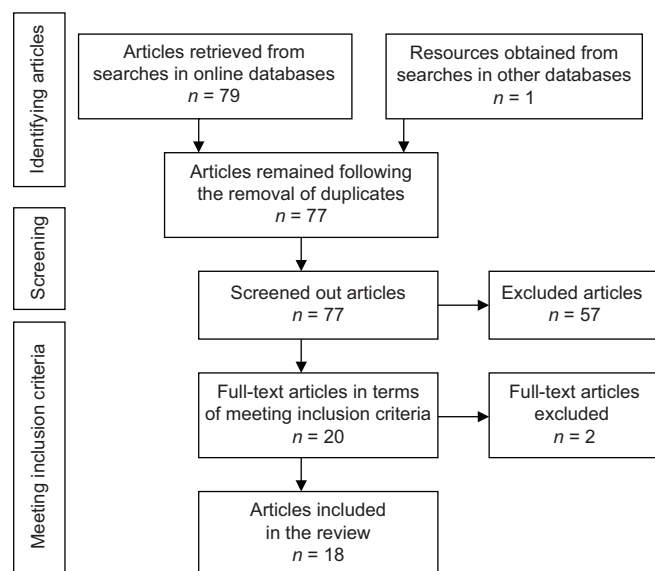 Identifying articles
Articles retrieved from
searches in online databases
n = 79
Resources obtained from
searches in other databases
n = 1
Articles remained following
the removal of duplicates
n = 77
Screening
Screened out articles
n = 77
Excluded articles
n = 57
Meeting inclusion criteria
Full-text articles in terms
of meeting inclusion criteria
n = 20
Full-text articles
excluded
n = 2
Articles included
in the review
n = 18